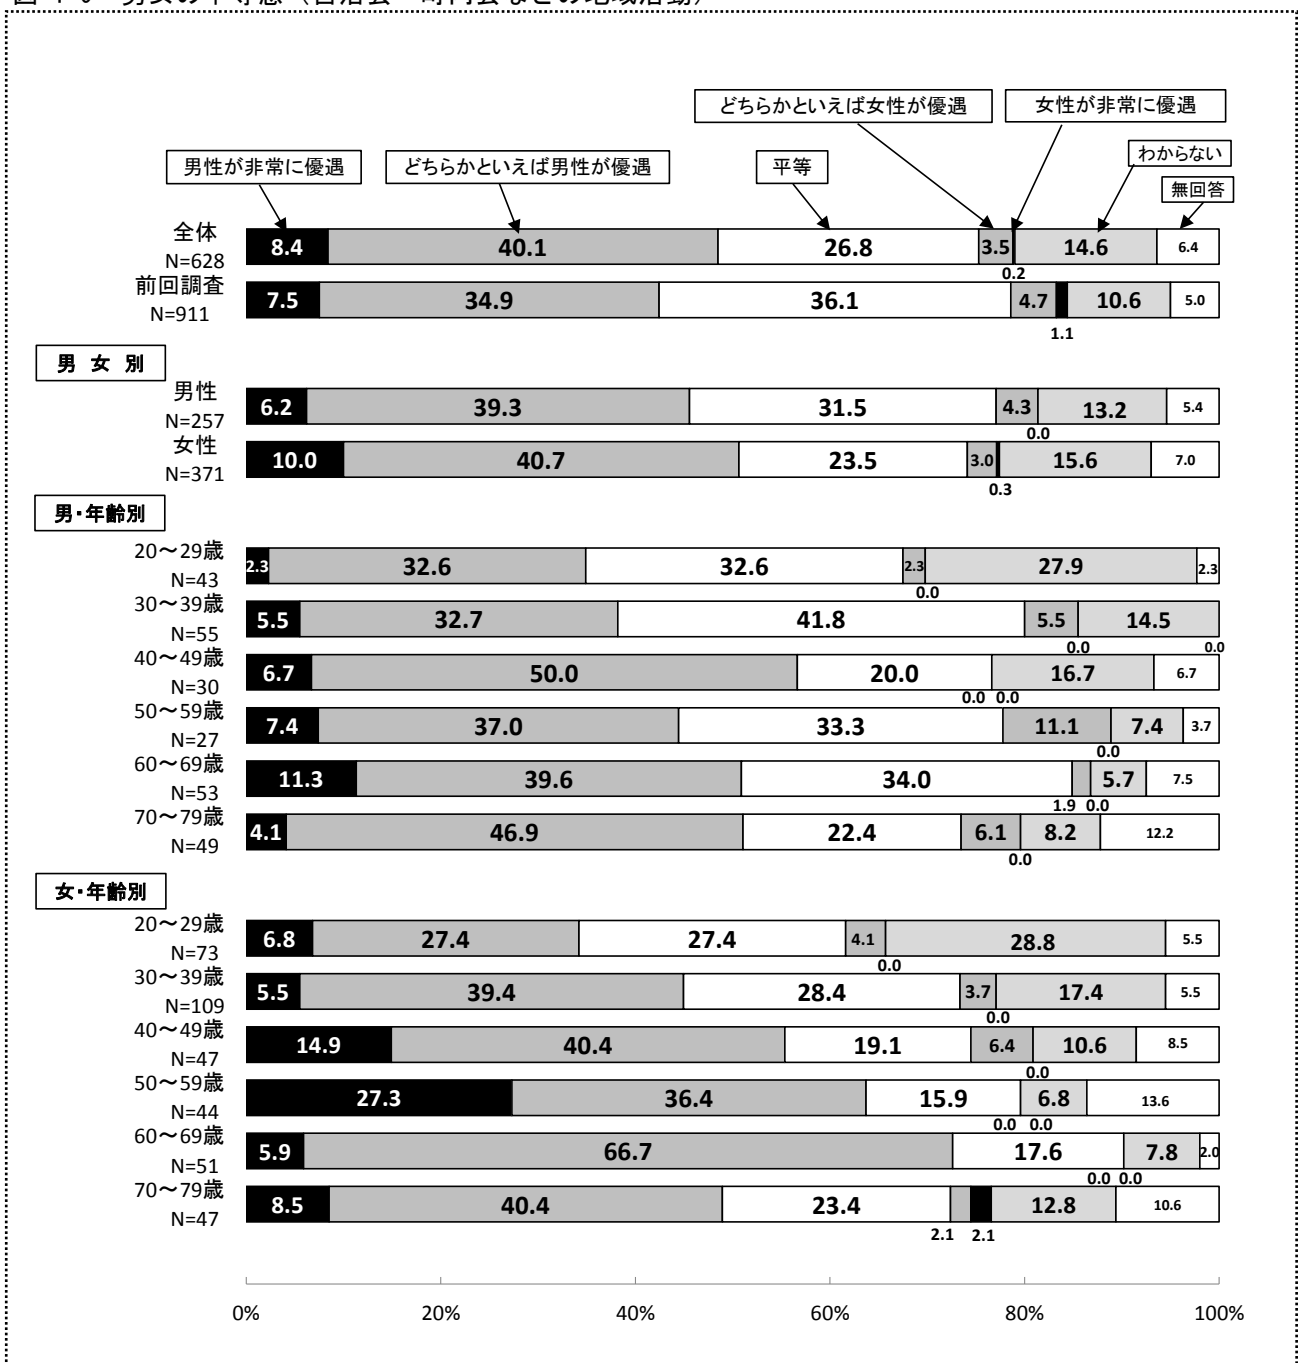 どちらかといえば女性が優遇 女性が非常に優遇
男性が非常に優遇 どちらかといえば男性が優遇 平等 わからない
無回答
全体 N=628 8.4 40.1 26.8 3.5 0.2 14.6 6.4
前回調査 N=911 7.5 34.9 36.1 4.7 1.1 10.6 5.0
男 女 別
男性 N=257 6.2 39.3 31.5 4.3 0.0 13.2 5.4
女性 N=371 10.0 40.7 23.5 3.0 0.3 15.6 7.0
男・年齢別
20～29歳 N=43 2.3 32.6 32.6 2.3 0.0 27.9 2.3
30～39歳 N=55 5.5 32.7 41.8 5.5 0.0 14.5 0.0
40～49歳 N=30 6.7 50.0 20.0 0.0 0.0 16.7 6.7
50～59歳 N=27 7.4 37.0 33.3 11.1 0.0 7.4 3.7
60～69歳 N=53 11.3 39.6 34.0 1.9 0.0 5.7 7.5
70～79歳 N=49 4.1 46.9 22.4 6.1 0.0 8.2 12.2
女・年齢別
20～29歳 N=73 6.8 27.4 27.4 4.1 0.0 28.8 5.5
30～39歳 N=109 5.5 39.4 28.4 3.7 0.0 17.4 5.5
40～49歳 N=47 14.9 40.4 19.1 6.4 0.0 10.6 8.5
50～59歳 N=44 27.3 36.4 15.9 0.0 0.0 6.8 13.6
60～69歳 N=51 5.9 66.7 17.6 0.0 0.0 7.8 2.0
70～79歳 N=47 8.5 40.4 23.4 2.1 2.1 12.8 10.6
0% 20% 40% 60% 80% 100%